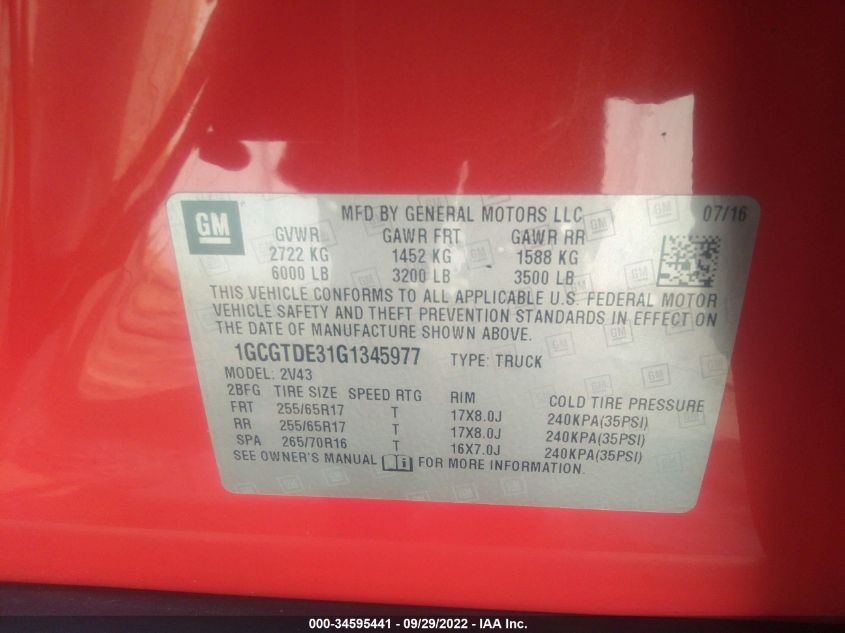 GM
MFD BY GENERAL MOTORS LLC 07/16
GVWR GAWR FRT GAWR RR
2722 KG 1452 KG 1588 KG
6000 LB 3200 LB 3500 LB
THIS VEHICLE CONFORMS TO ALL APPLICABLE U.S. FEDERAL MOTOR
VEHICLE SAFETY AND THEFT PREVENTION STANDARDS IN EFFECT ON
THE DATE OF MANUFACTURE SHOWN ABOVE.
1GCGTDE31G1345977 TYPE: TRUCK
MODEL: 2V43
2BFG TIRE SIZE SPEED RTG RIM COLD TIRE PRESSURE
FRT 255/65R17 T 17X8.0J 240KPA(35PSI)
RR 255/65R17 T 17X8.0J 240KPA(35PSI)
SPA 265/70R16 T 16X7.0J 240KPA(35PSI)
SEE OWNER'S MANUAL i FOR MORE INFORMATION.
000-34595441 - 09/29/2022 - IAA Inc.